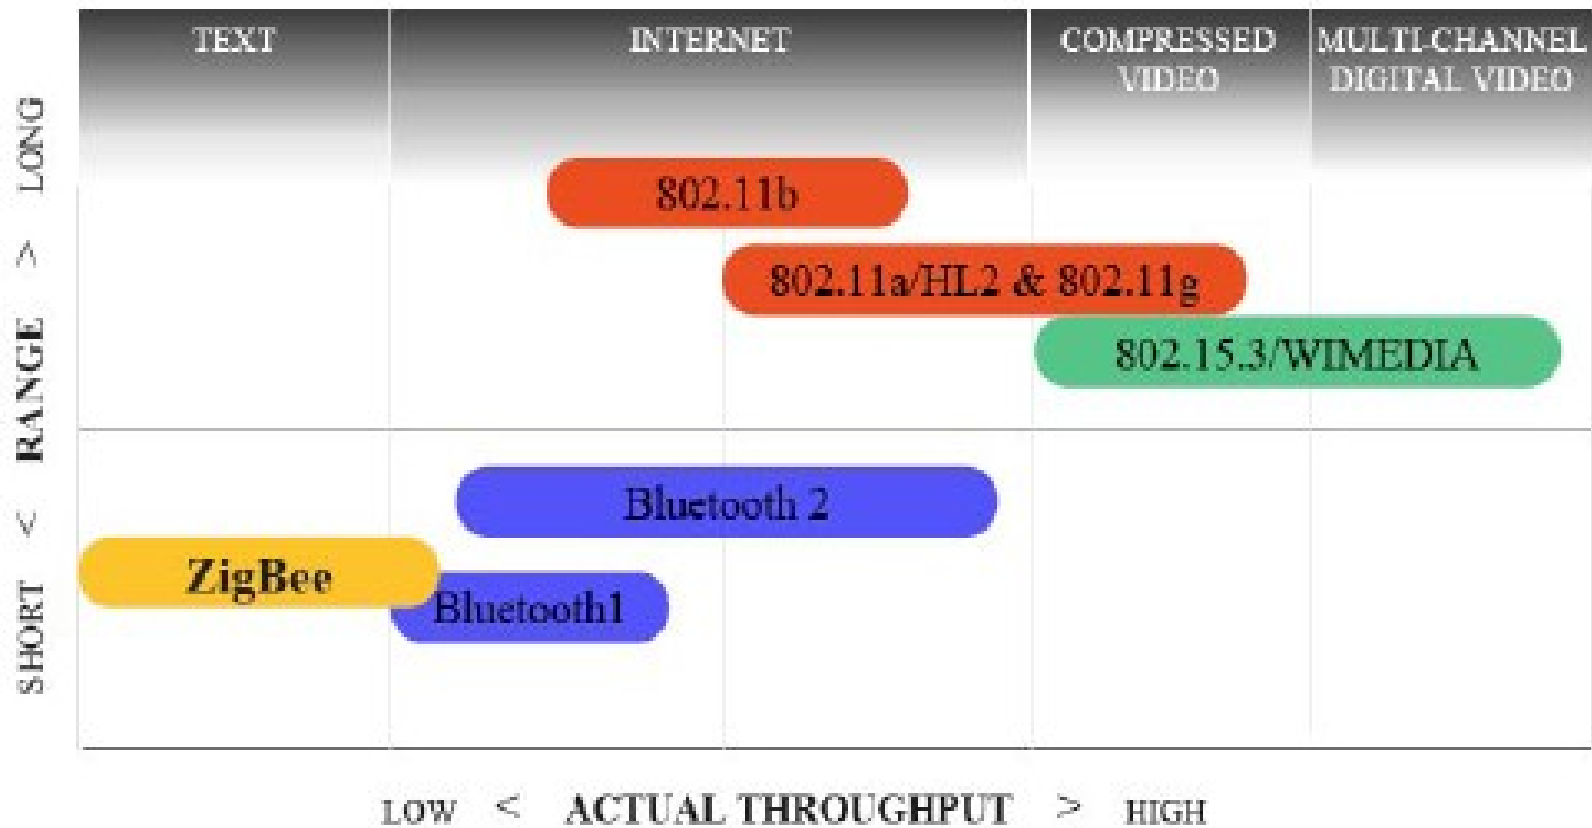 TEXT
INTERNET
COMPRESSED
VIDEO
MULTI-CHANNEL
DIGITAL VIDEO
SHORT < RANGE > LONG
802.11b
802.11a/HL2 & 802.11g
802.15.3/WIMEDIA
Bluetooth 2
ZigBee
Bluetooth1
LOW < ACTUAL THROUGHPUT > HIGH